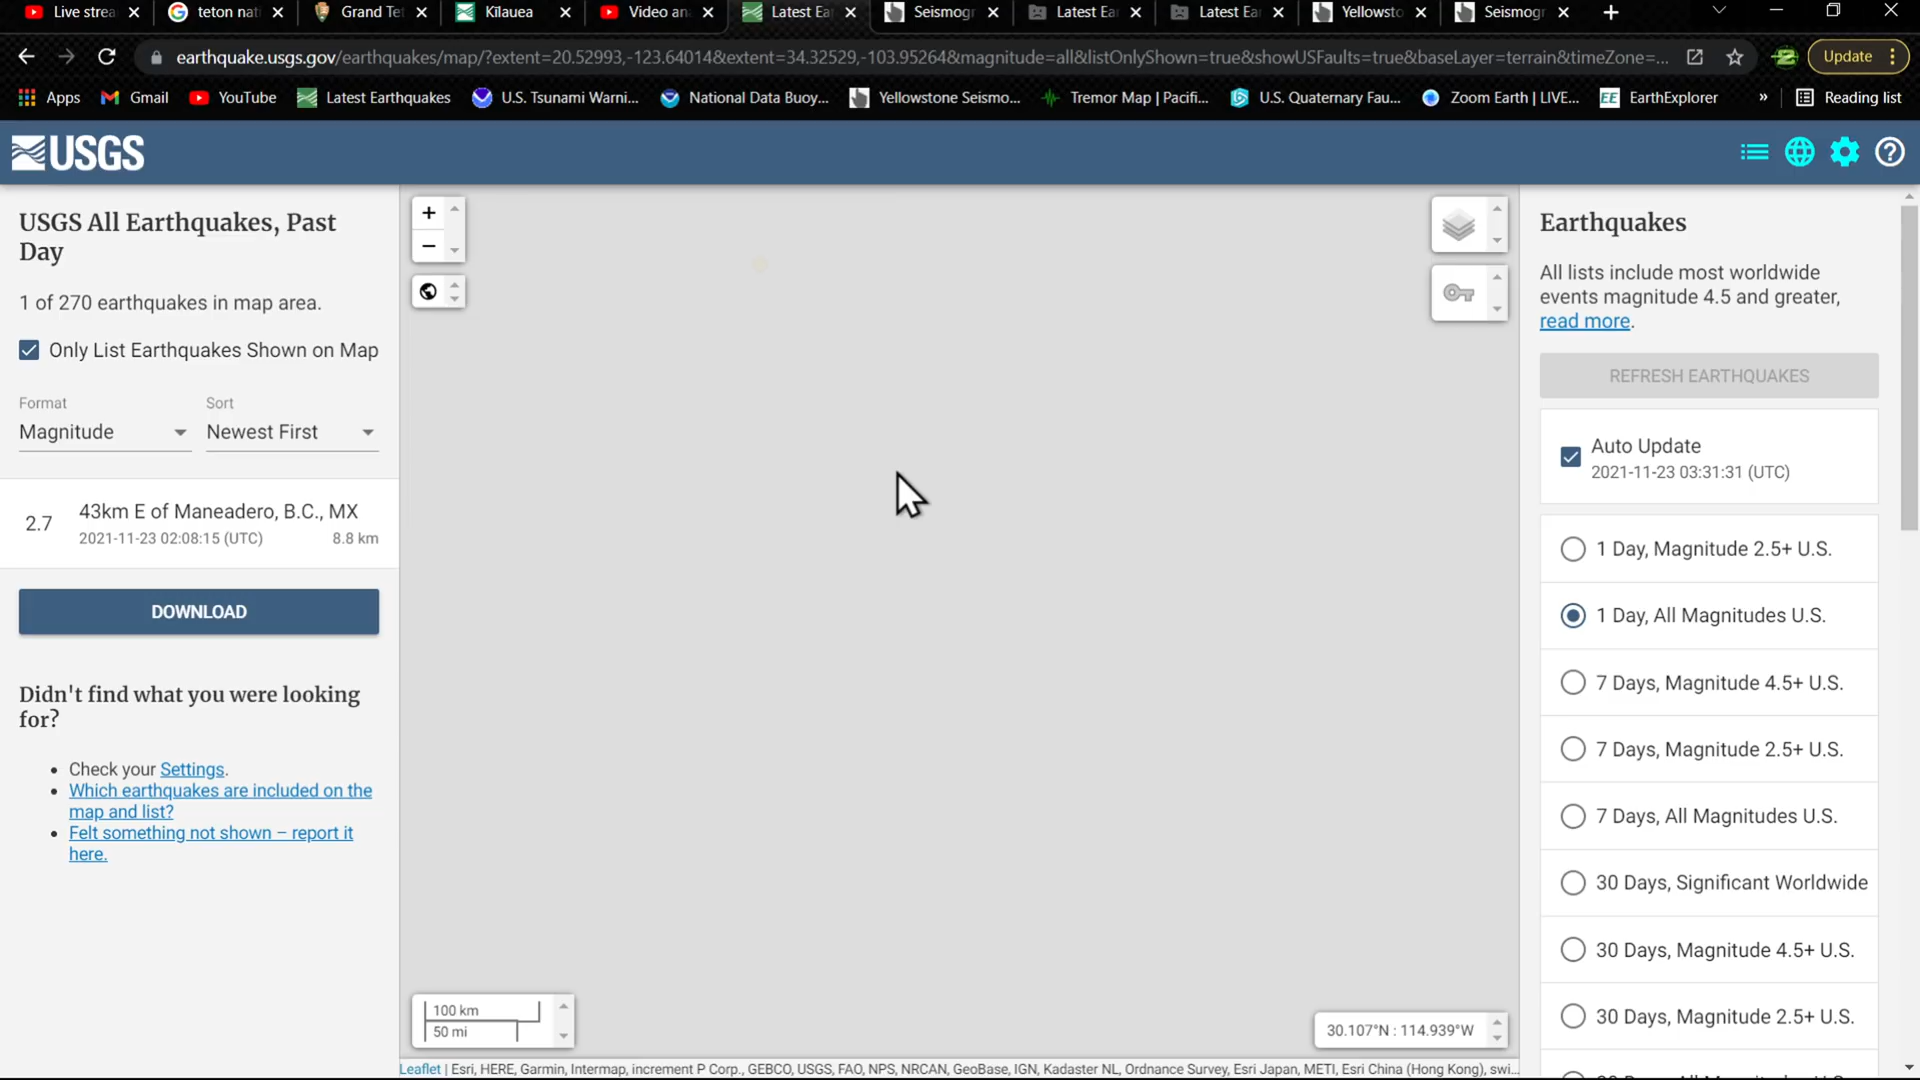 Live strea
teton nati
Grand Tet
Kilauea
Video an
Latest Ea
Seismogr
Latest Ea
Latest Ear
Yellowsto
Seismogr
earthquake.usgs.gov/earthquakes/map/?extent=20.52993,-123.64014&extent=34.32529,-103.95264&magnitude=all&listOnlyShown=true&showUSFaults=true&baseLayer=terrain&timeZone=...
Update
Apps
Gmail
YouTube
Latest Earthquakes
U.S. Tsunami Warni...
National Data Buoy...
Yellowstone Seismo...
Tremor Map | Pacifi...
U.S. Quaternary Fau...
Zoom Earth | LIVE...
EE EarthExplorer
»
Reading list
USGS
USGS All Earthquakes, Past
Day
1 of 270 earthquakes in map area.
Only List Earthquakes Shown on Map
Format
Sort
Magnitude
Newest First
2.7
43km E of Maneadero, B.C., MX
2021-11-23 02:08:15 (UTC)
8.8 km
DOWNLOAD
Didn't find what you were looking
for?
Check your Settings.
Which earthquakes are included on the
map and list?
Felt something not shown – report it
here.
+
−
100 km
50 mi
30.107°N : 114.939°W
Leaflet | Esri, HERE, Garmin, Intermap, increment P Corp., GEBCO, USGS, FAO, NPS, NRCAN, GeoBase, IGN, Kadaster NL, Ordnance Survey, Esri Japan, METI, Esri China (Hong Kong), swi...
Earthquakes
All lists include most worldwide
events magnitude 4.5 and greater,
read more.
REFRESH EARTHQUAKES
Auto Update
2021-11-23 03:31:31 (UTC)
1 Day, Magnitude 2.5+ U.S.
1 Day, All Magnitudes U.S.
7 Days, Magnitude 4.5+ U.S.
7 Days, Magnitude 2.5+ U.S.
7 Days, All Magnitudes U.S.
30 Days, Significant Worldwide
30 Days, Magnitude 4.5+ U.S.
30 Days, Magnitude 2.5+ U.S.